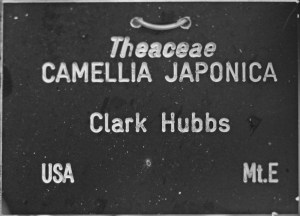 Theaceae
CAMELLIA JAPONICA
Clark Hubbs
USA Mt.E